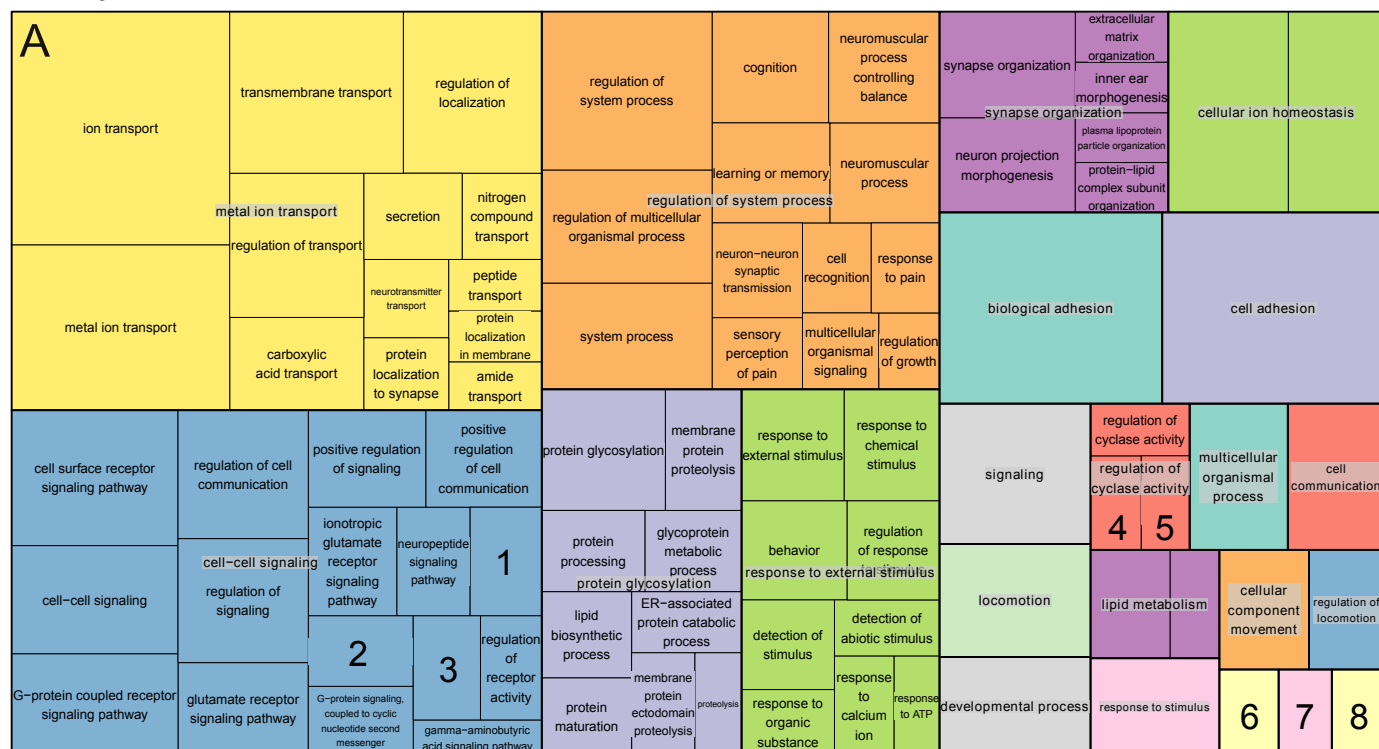 A
ion transport
transmembrane transport
regulation of
localization
metal ion transport
regulation of transport
secretion
nitrogen
compound
transport
metal ion transport
neurotransmitter
transport
peptide
transport
protein
localization
in membrane
carboxylic
acid transport
protein
localization
to synapse
amide
transport
regulation of
system process
cognition
neuromuscular
process
controlling
balance
learning or memory
neuromuscular
process
regulation of system process
regulation of multicellular
organismal process
neuron−neuron
synaptic
transmission
cell
recognition
response
to pain
system process
sensory
perception
of pain
multicellular
organismal
signaling
regulation
of growth
synapse organization
extracellular
matrix
organization
inner ear
morphogenesis
synapse organization
neuron projection
morphogenesis
plasma lipoprotein
particle organization
protein−lipid
complex subunit
organization
cellular ion homeostasis
biological adhesion
cell adhesion
cell surface receptor
signaling pathway
regulation of cell
communication
positive regulation
of signaling
positive
regulation
of cell
communication
ionotropic
glutamate
receptor
signaling
pathway
neuropeptide
signaling
pathway
1
cell−cell signaling
cell−cell signaling
regulation of
signaling
2
3
regulation
of
receptor
activity
G−protein coupled receptor
signaling pathway
glutamate receptor
signaling pathway
G−protein signaling,
coupled to cyclic
nucleotide second
messenger
gamma−aminobutyric
acid signaling pathway
protein glycosylation
membrane
protein
proteolysis
protein
processing
glycoprotein
metabolic
process
protein glycosylation
lipid
biosynthetic
process
ER−associated
protein catabolic
process
protein
maturation
membrane
protein
ectodomain
proteolysis
proteolysis
response to
external stimulus
response to
chemical
stimulus
behavior
regulation
of response
response to external stimulus
detection of
stimulus
detection of
abiotic stimulus
response to
organic
substance
response
to
calcium
ion
response
to ATP
signaling
regulation of
cyclase activity
regulation of
cyclase activity
4
5
multicellular
organismal
process
cell
communication
locomotion
lipid metabolism
cellular
component
movement
regulation of
locomotion
developmental process
response to stimulus
6
7
8